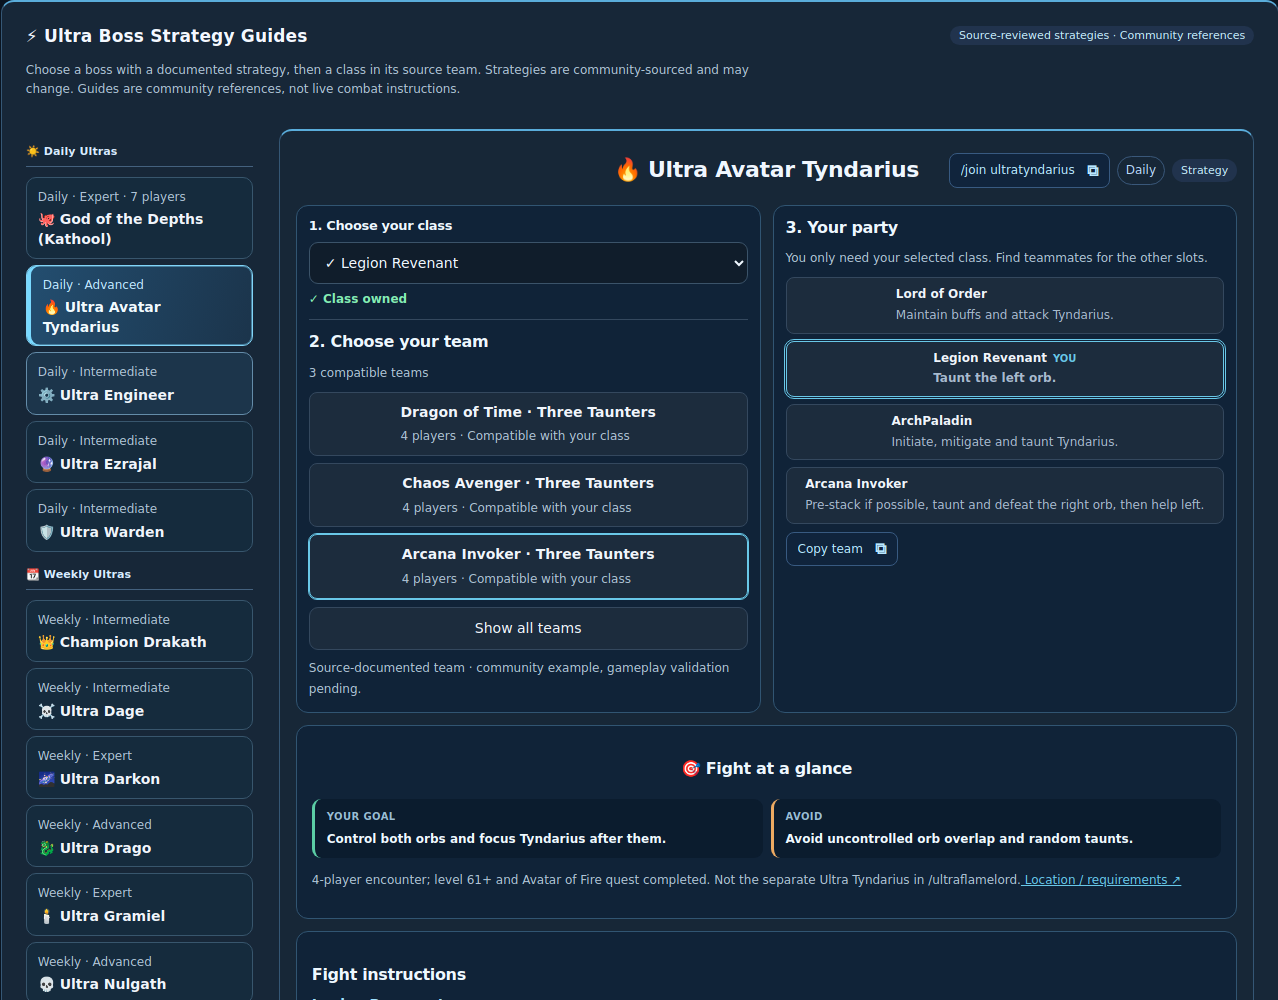 ⚡ Ultra Boss Strategy Guides
Source-reviewed strategies · Community references
Choose a boss with a documented strategy, then a class in its source team. Strategies are community-sourced and may
change. Guides are community references, not live combat instructions.
☀️ Daily Ultras
Daily · Expert · 7 players
🐙 God of the Depths
(Kathool)
Daily · Advanced
🔥 Ultra Avatar
Tyndarius
Daily · Intermediate
⚙️ Ultra Engineer
Daily · Intermediate
🔮 Ultra Ezrajal
Daily · Intermediate
🛡️ Ultra Warden
📆 Weekly Ultras
Weekly · Intermediate
👑 Champion Drakath
Weekly · Intermediate
☠️ Ultra Dage
Weekly · Expert
🌌 Ultra Darkon
Weekly · Advanced
🐉 Ultra Drago
Weekly · Expert
🕯️ Ultra Gramiel
Weekly · Advanced
💀 Ultra Nulgath
🔥 Ultra Avatar Tyndarius
/join ultratyndarius
Daily
Strategy
1. Choose your class
✓ Legion Revenant
✓ Class owned
2. Choose your team
3 compatible teams
Dragon of Time · Three Taunters
4 players · Compatible with your class
Chaos Avenger · Three Taunters
4 players · Compatible with your class
Arcana Invoker · Three Taunters
4 players · Compatible with your class
Show all teams
Source-documented team · community example, gameplay validation
pending.
3. Your party
You only need your selected class. Find teammates for the other slots.
Lord of Order
Maintain buffs and attack Tyndarius.
Legion Revenant YOU
Taunt the left orb.
ArchPaladin
Initiate, mitigate and taunt Tyndarius.
Arcana Invoker
Pre-stack if possible, taunt and defeat the right orb, then help left.
Copy team
🎯 Fight at a glance
YOUR GOAL
Control both orbs and focus Tyndarius after them.
AVOID
Avoid uncontrolled orb overlap and random taunts.
4-player encounter; level 61+ and Avatar of Fire quest completed. Not the separate Ultra Tyndarius in /ultraflamelord. Location / requirements ↗
Fight instructions